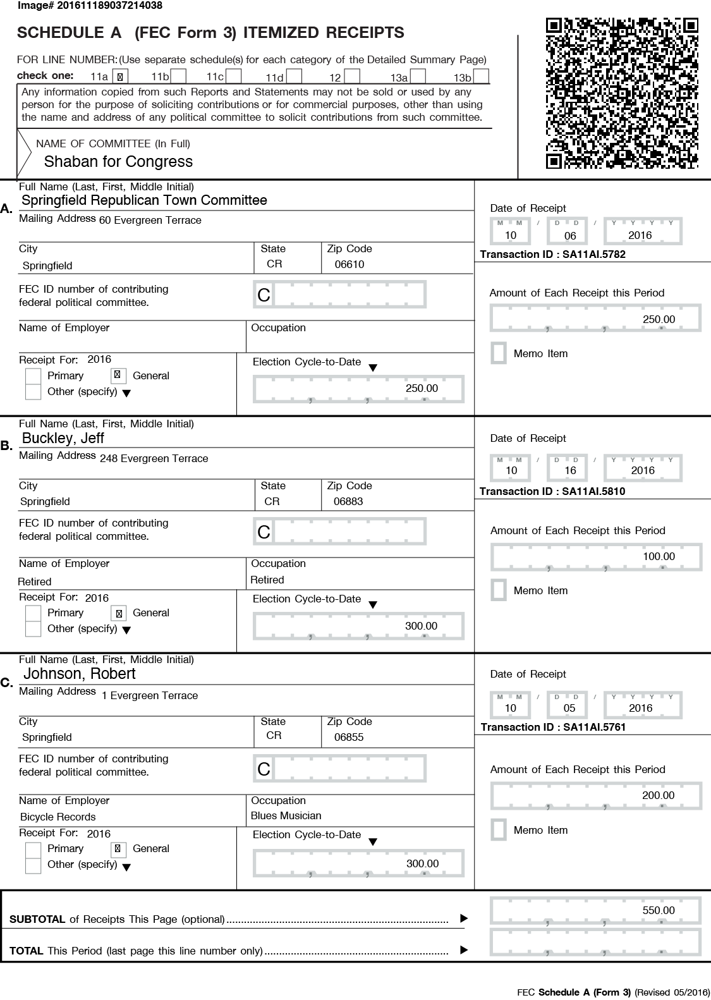 Image# 201611189037214038
SCHEDULE A (FEC Form 3) ITEMIZED RECEIPTS
FOR LINE NUMBER: (Use separate schedule(s) for each category of the Detailed Summary Page)
check one: 11a ☒ 11b 11c 11d 12 13a 13b
Any information copied from such Reports and Statements may not be sold or used by any
person for the purpose of soliciting contributions or for commercial purposes, other than using
the name and address of any political committee to solicit contributions from such committee.
NAME OF COMMITTEE (In Full)
Shaban for Congress
A.
Full Name (Last, First, Middle Initial)
Springfield Republican Town Committee
Mailing Address 60 Evergreen Terrace
City State Zip Code
Springfield CR 06610
FEC ID number of contributing
federal political committee.
C
Name of Employer Occupation
Receipt For: 2016
Primary ☒ General
Other (specify) ▼
Election Cycle-to-Date ▼
250.00
Date of Receipt
M M / D D / Y Y Y Y
10 06 2016
Transaction ID : SA11AI.5782
Amount of Each Receipt this Period
250.00
Memo Item
B.
Full Name (Last, First, Middle Initial)
Buckley, Jeff
Mailing Address 248 Evergreen Terrace
City State Zip Code
Springfield CR 06883
FEC ID number of contributing
federal political committee.
C
Name of Employer Occupation
Retired Retired
Receipt For: 2016
Primary ☒ General
Other (specify) ▼
Election Cycle-to-Date ▼
300.00
Date of Receipt
M M / D D / Y Y Y Y
10 16 2016
Transaction ID : SA11AI.5810
Amount of Each Receipt this Period
100.00
Memo Item
C.
Full Name (Last, First, Middle Initial)
Johnson, Robert
Mailing Address 1 Evergreen Terrace
City State Zip Code
Springfield CR 06855
FEC ID number of contributing
federal political committee.
C
Name of Employer Occupation
Bicycle Records Blues Musician
Receipt For: 2016
Primary ☒ General
Other (specify) ▼
Election Cycle-to-Date ▼
300.00
Date of Receipt
M M / D D / Y Y Y Y
10 05 2016
Transaction ID : SA11AI.5761
Amount of Each Receipt this Period
200.00
Memo Item
SUBTOTAL of Receipts This Page (optional)............................................................................ ▶ 550.00
TOTAL This Period (last page this line number only)............................................................... ▶
FEC Schedule A (Form 3) (Revised 05/2016)